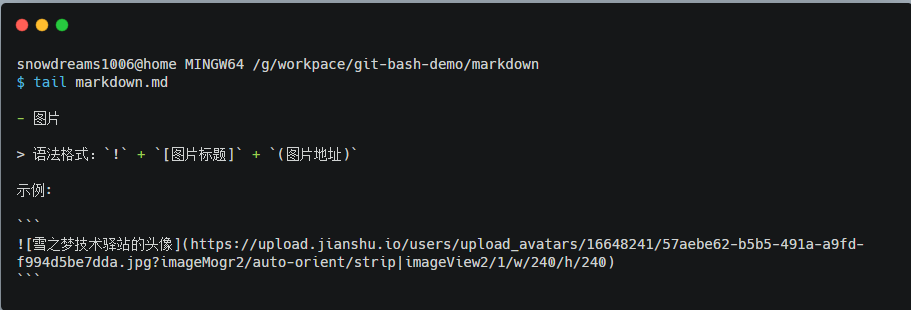 snowdreams1006@home MINGW64 /g/workpace/git-bash-demo/markdown
$ tail markdown.md
- 图片
> 语法格式：`!` + `[图片标题]` + `(图片地址)`
示例:
```
![雪之梦技术驿站的头像](https://upload.jianshu.io/users/upload_avatars/16648241/57aebe62-b5b5-491a-a9fd-
f994d5be7dda.jpg?imageMogr2/auto-orient/strip|imageView2/1/w/240/h/240)
```